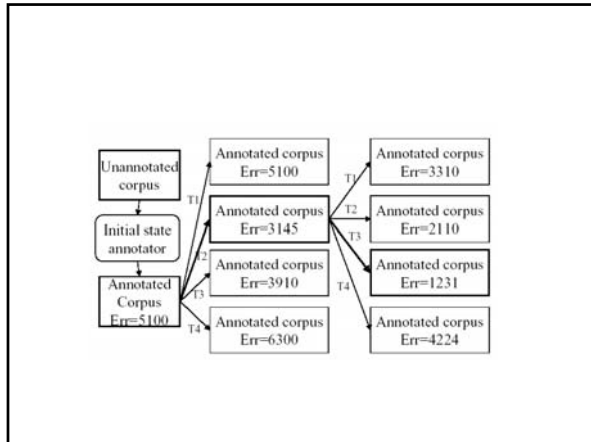 Unannotated
corpus
Initial state
annotator
Annotated
Corpus
Err=5100
T1
T2
T3
T4
Annotated corpus
Err=5100
Annotated corpus
Err=3145
Annotated corpus
Err=3910
Annotated corpus
Err=6300
T1
T2
T3
T4
Annotated corpus
Err=3310
Annotated corpus
Err=2110
Annotated corpus
Err=1231
Annotated corpus
Err=4224